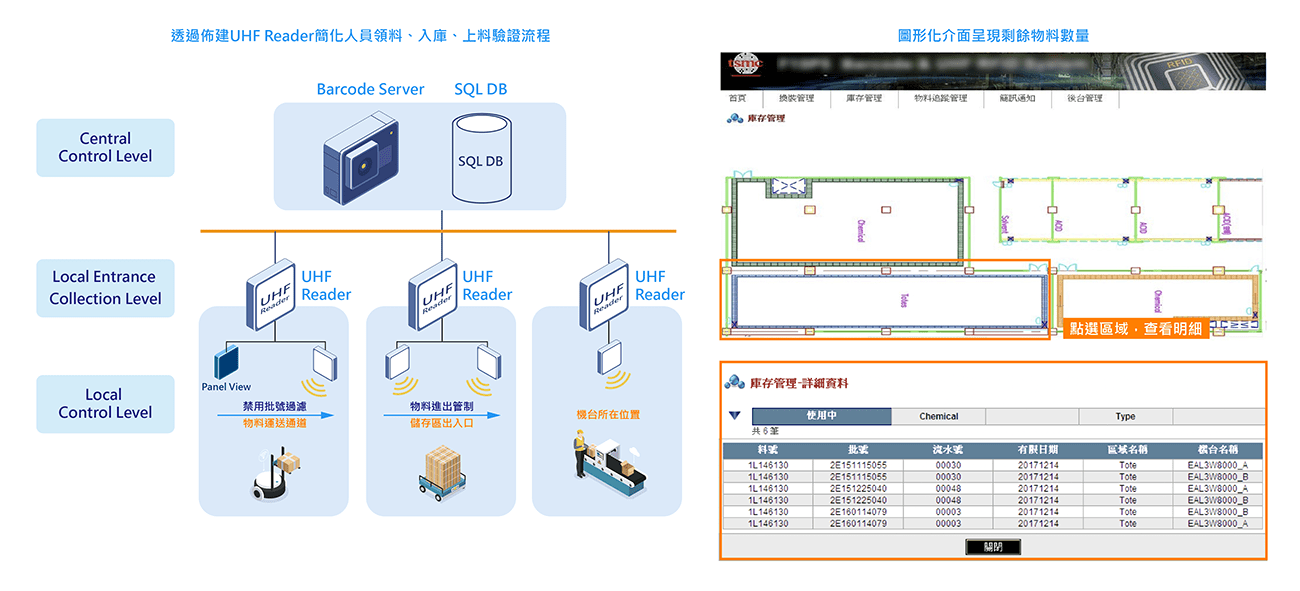 透過佈建UHF Reader簡化人員領料、入庫、上料驗證流程
Barcode Server
SQL DB
Central
Control Level
SQL DB
Local Entrance
Collection Level
UHF
Reader
UHF
Reader
UHF
Reader
UHF
Reader
UHF
Reader
UHF
Reader
Local
Control Level
Panel View
禁用批號過濾
物料運送通道
物料進出管制
儲存區出入口
機台所在位置
圖形化介面呈現剩餘物料數量
tsmc
RFID
首頁 換裝管理 庫存管理 物料追蹤管理 簡訊通知 後台管理
庫存管理
Chemical
Solvent
ACID
ACID
Totes
Chemical
點選區域，查看明細
庫存管理-詳細資料
使用中 Chemical Type
共 6 筆
料號 批號 流水號 有限日期 區域名稱 櫃台名稱
1L146130 2E151115055 00030 20171214 Tote EAL3W8000_A
1L146130 2E151115055 00030 20171214 Tote EAL3W8000_B
1L146130 2E151225040 00048 20171214 Tote EAL3W8000_A
1L146130 2E151225040 00048 20171214 Tote EAL3W8000_B
1L146130 2E160114079 00003 20171214 Tote EAL3W8000_B
1L146130 2E160114079 00003 20171214 Tote EAL3W8000_A
關閉